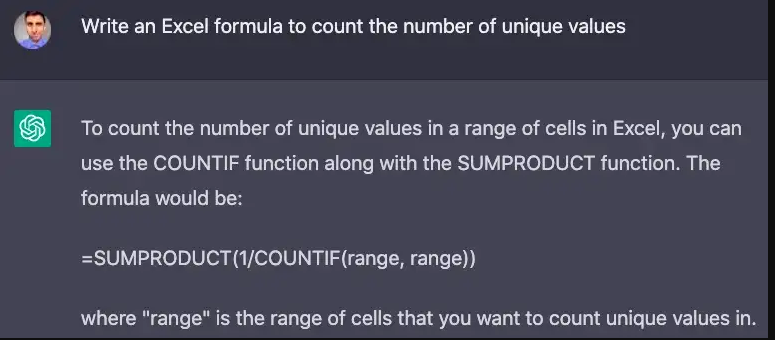 Write an Excel formula to count the number of unique values
To count the number of unique values in a range of cells in Excel, you can
use the COUNTIF function along with the SUMPRODUCT function. The
formula would be:
=SUMPRODUCT(1/COUNTIF(range, range))
where "range" is the range of cells that you want to count unique values in.